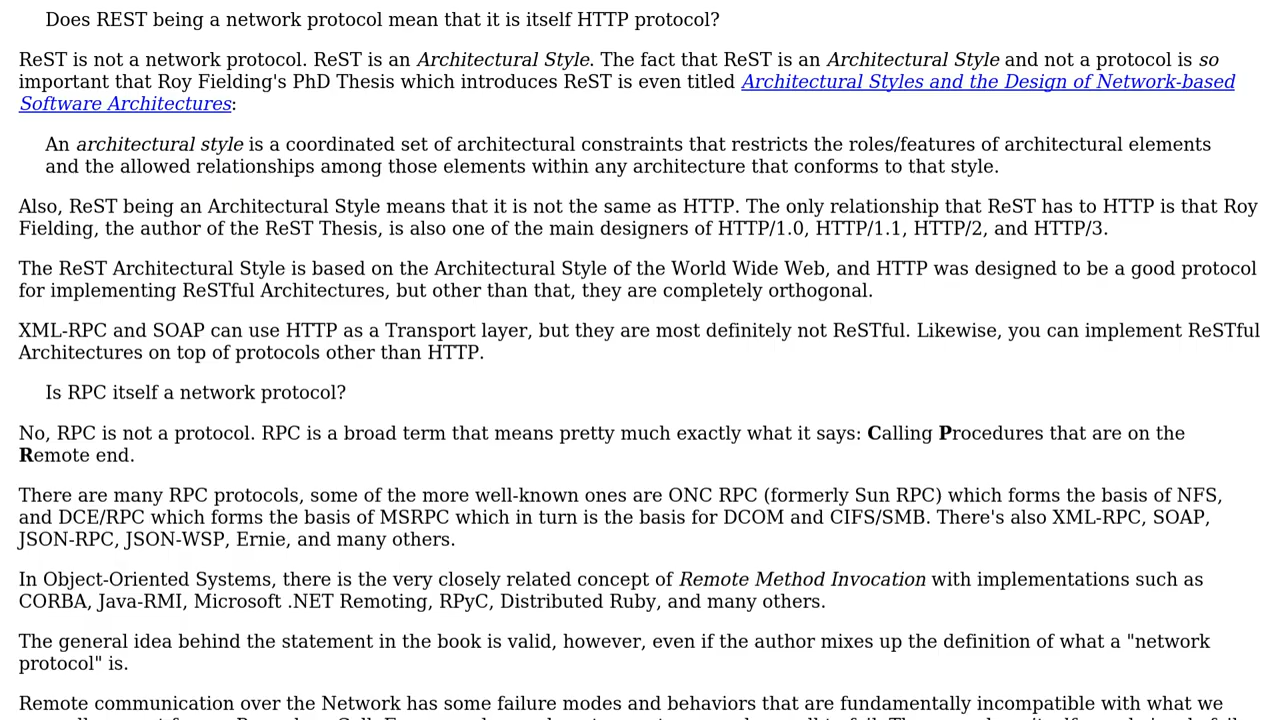 Does REST being a network protocol mean that it is itself HTTP protocol?
ReST is not a network protocol. ReST is an Architectural Style. The fact that ReST is an Architectural Style and not a protocol is so
important that Roy Fielding's PhD Thesis which introduces ReST is even titled Architectural Styles and the Design of Network-based
Software Architectures:
An architectural style is a coordinated set of architectural constraints that restricts the roles/features of architectural elements
and the allowed relationships among those elements within any architecture that conforms to that style.
Also, ReST being an Architectural Style means that it is not the same as HTTP. The only relationship that ReST has to HTTP is that Roy
Fielding, the author of the ReST Thesis, is also one of the main designers of HTTP/1.0, HTTP/1.1, HTTP/2, and HTTP/3.
The ReST Architectural Style is based on the Architectural Style of the World Wide Web, and HTTP was designed to be a good protocol
for implementing ReSTful Architectures, but other than that, they are completely orthogonal.
XML-RPC and SOAP can use HTTP as a Transport layer, but they are most definitely not ReSTful. Likewise, you can implement ReSTful
Architectures on top of protocols other than HTTP.
Is RPC itself a network protocol?
No, RPC is not a protocol. RPC is a broad term that means pretty much exactly what it says: Calling Procedures that are on the
Remote end.
There are many RPC protocols, some of the more well-known ones are ONC RPC (formerly Sun RPC) which forms the basis of NFS,
and DCE/RPC which forms the basis of MSRPC which in turn is the basis for DCOM and CIFS/SMB. There's also XML-RPC, SOAP,
JSON-RPC, JSON-WSP, Ernie, and many others.
In Object-Oriented Systems, there is the very closely related concept of Remote Method Invocation with implementations such as
CORBA, Java-RMI, Microsoft .NET Remoting, RPyC, Distributed Ruby, and many others.
The general idea behind the statement in the book is valid, however, even if the author mixes up the definition of what a "network
protocol" is.
Remote communication over the Network has some failure modes and behaviors that are fundamentally incompatible with what we